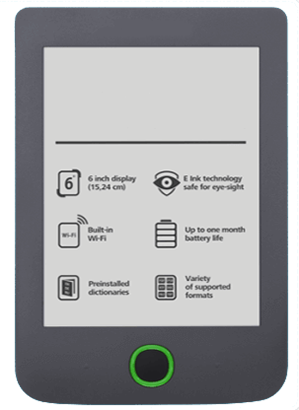 6"
6 inch display
(15,24 cm)
E Ink technology
safe for eye-sight
Wi-Fi
Built-in
Wi-Fi
Up to one month
battery life
Preinstalled
dictionaries
Variety
of supported
formats